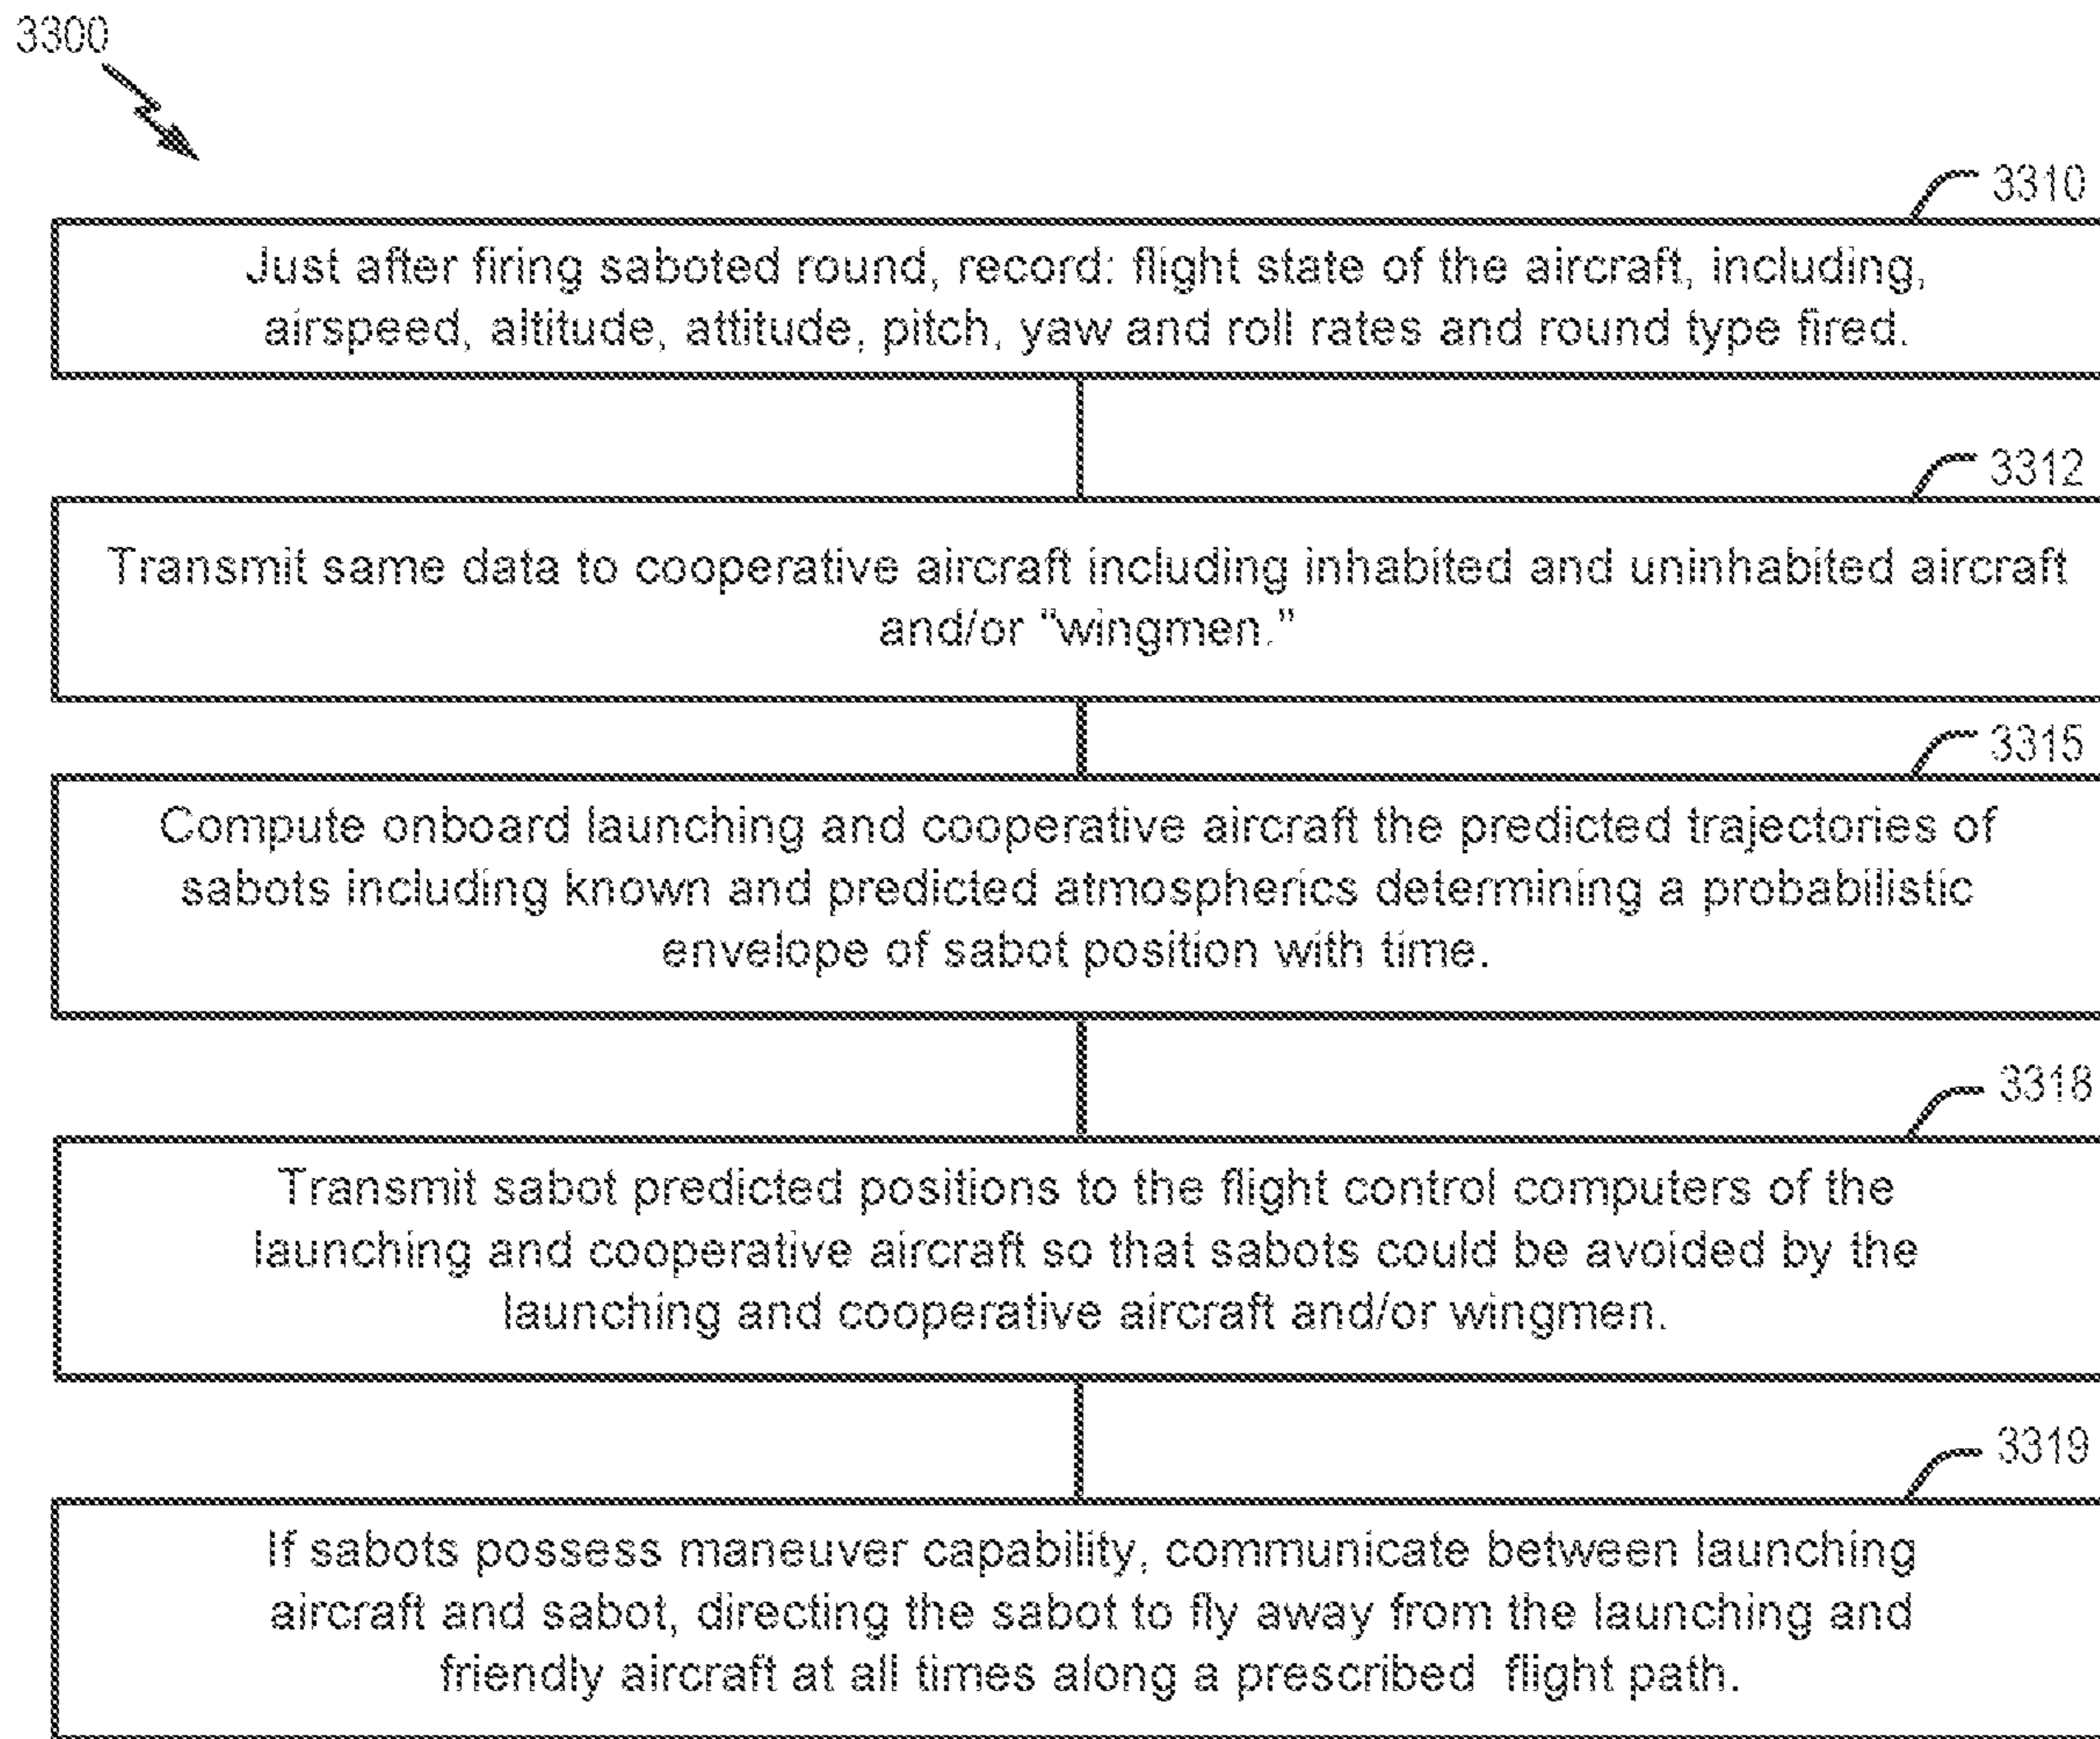 3300
3310
Just after firing saboted round, record: flight state of the aircraft, including,
airspeed, altitude, attitude, pitch, yaw and roll rates and round type fired.
3312
Transmit same data to cooperative aircraft including inhabited and uninhabited aircraft
and/or "wingmen."
3315
Compute onboard launching and cooperative aircraft the predicted trajectories of
sabots including known and predicted atmospherics determining a probabilistic
envelope of sabot position with time.
3318
Transmit sabot predicted positions to the flight control computers of the
launching and cooperative aircraft so that sabots could be avoided by the
launching and cooperative aircraft and/or wingmen.
3319
If sabots possess maneuver capability, communicate between launching
aircraft and sabot, directing the sabot to fly away from the launching and
friendly aircraft at all times along a prescribed flight path.